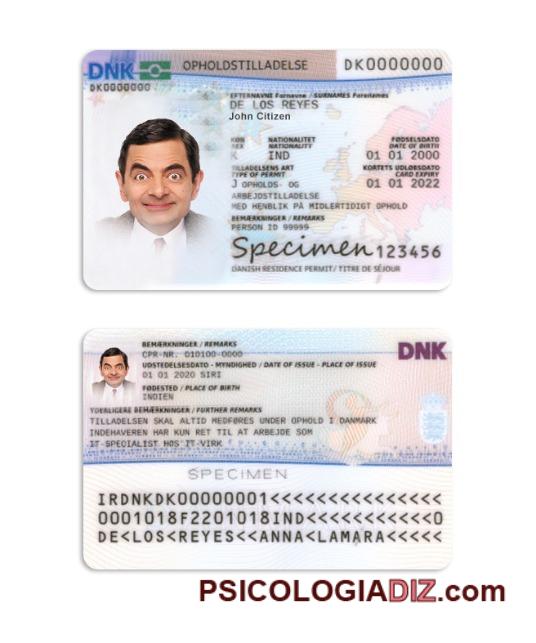 DNK OPHOLDSTILLADELSE DK0000000
DK0000000
EFTERNAVNE Fornavne / SURNAMES Forenames
DE LOS REYES
John Citizen
KØN NATIONALITET FØDSELSDATO
SEX NATIONALITY DATE OF BIRTH
K IND 01 01 2000
TILLADELSENS ART KORTETS UDLØBSDATO
TYPE OF PERMIT CARD EXPIRY
J OPHOLDS- OG 01 01 2022
ARBEJDSTILLADELSE
MED HENBLIK PÅ MIDLERTIDIGT OPHOLD
BEMÆRKNINGER / REMARKS
PERSON ID 99999
Specimen 123456
DANISH RESIDENCE PERMIT/ TITRE DE SÉJOUR
BEMÆRKNINGER / REMARKS
CPR-NR. 010100-0000
UDSTEDELSESDATO - MYNDIGHED / DATE OF ISSUE - PLACE OF ISSUE
01 01 2020 SIRI
FØDESTED / PLACE OF BIRTH
INDIEN
DNK
YDERLIGERE BEMÆRKNINGER / FURTHER REMARKS
TILLADELSEN SKAL ALTID MEDFØRES UNDER OPHOLD I DANMARK
INDEHAVEREN HAR KUN RET TIL AT ARBEJDE SOM
IT-SPECIALIST HOS IT-VIRK
SPECIMEN
IRDNKDK00000001<<<<<<<<<<<<<<<
0001018F2201018IND<<<<<<<<<<<0
DE<LOS<REYES<<ANNA<LAMARA<<<<<
PSICOLOGIADIZ.com